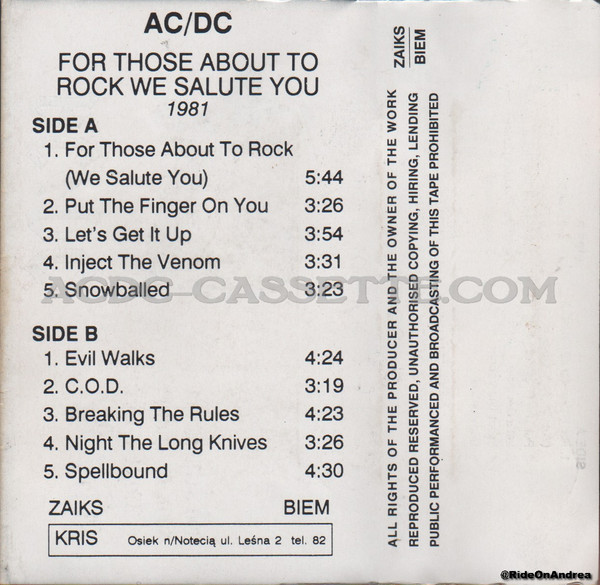 AC/DC
FOR THOSE ABOUT TO
ROCK WE SALUTE YOU
1981
SIDE A
1. For Those About To Rock
(We Salute You) 5:44
2. Put The Finger On You 3:26
3. Let's Get It Up 3:54
4. Inject The Venom 3:31
5. Snowballed 3:23
SIDE B
1. Evil Walks 4:24
2. C.O.D. 3:19
3. Breaking The Rules 4:23
4. Night The Long Knives 3:26
5. Spellbound 4:30
ZAIKS BIEM
KRIS Osiek n/Notecią ul. Leśna 2 tel. 82
ZAIKS
BIEM
ALL RIGHTS OF THE PRODUCER AND THE OWNER OF THE WORK
REPRODUCED RESERVED, UNAUTHORISED COPYING, HIRING, LENDING
PUBLIC PERFORMANCED AND BROADCASTING OF THIS TAPE PROHIBITED
ACDC-CASSETTE.COM
@RideOnAndrea